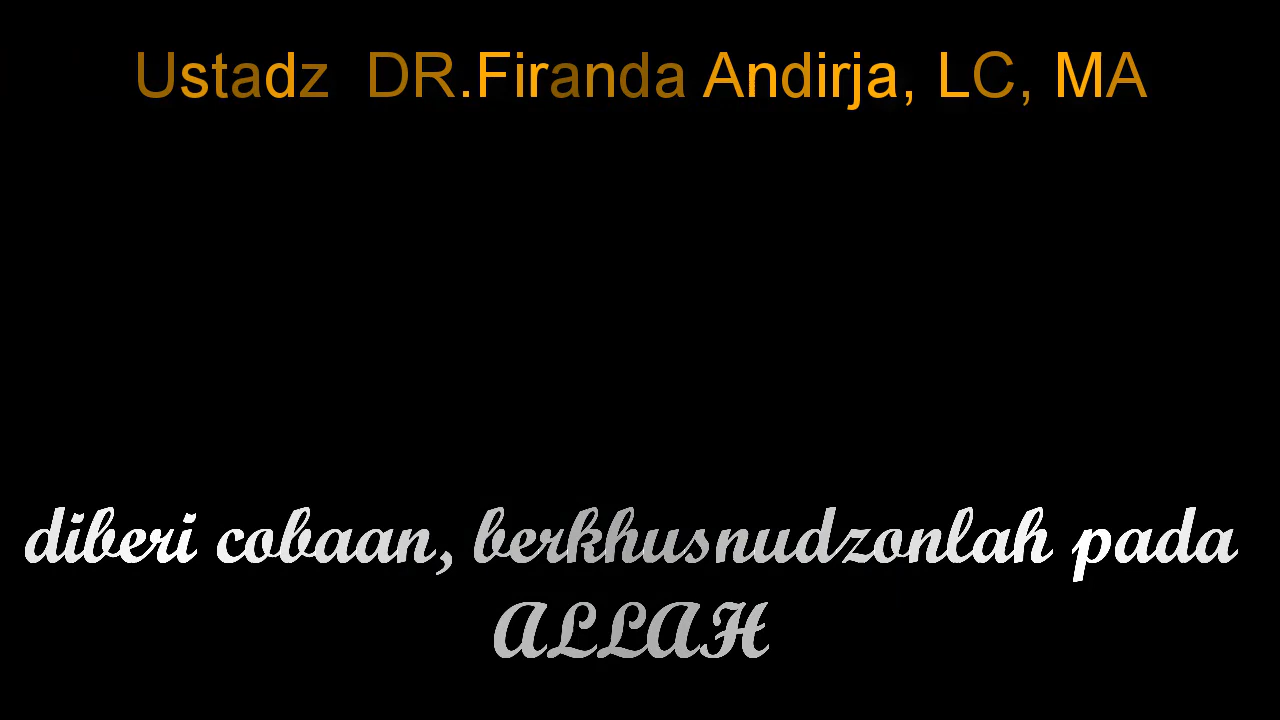 Ustadz DR.Firanda Andirja, LC, MA
diberi cobaan, berkhusnudzonlah pada
ALLAH